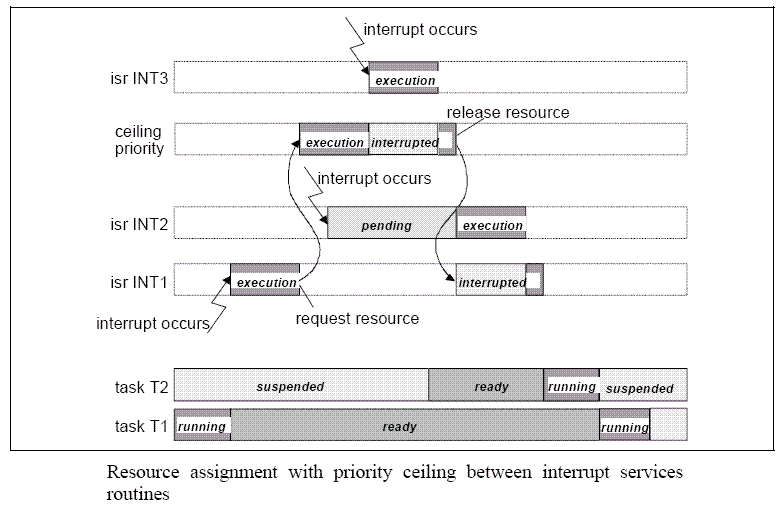 interrupt occurs
isr INT3
execution
release resource
ceiling
priority
execution
interrupted
interrupt occurs
isr INT2
pending
execution
isr INT1
execution
interrupted
interrupt occurs
request resource
task T2
suspended
ready
running
suspended
task T1
running
ready
running
Resource assignment with priority ceiling between interrupt services
routines